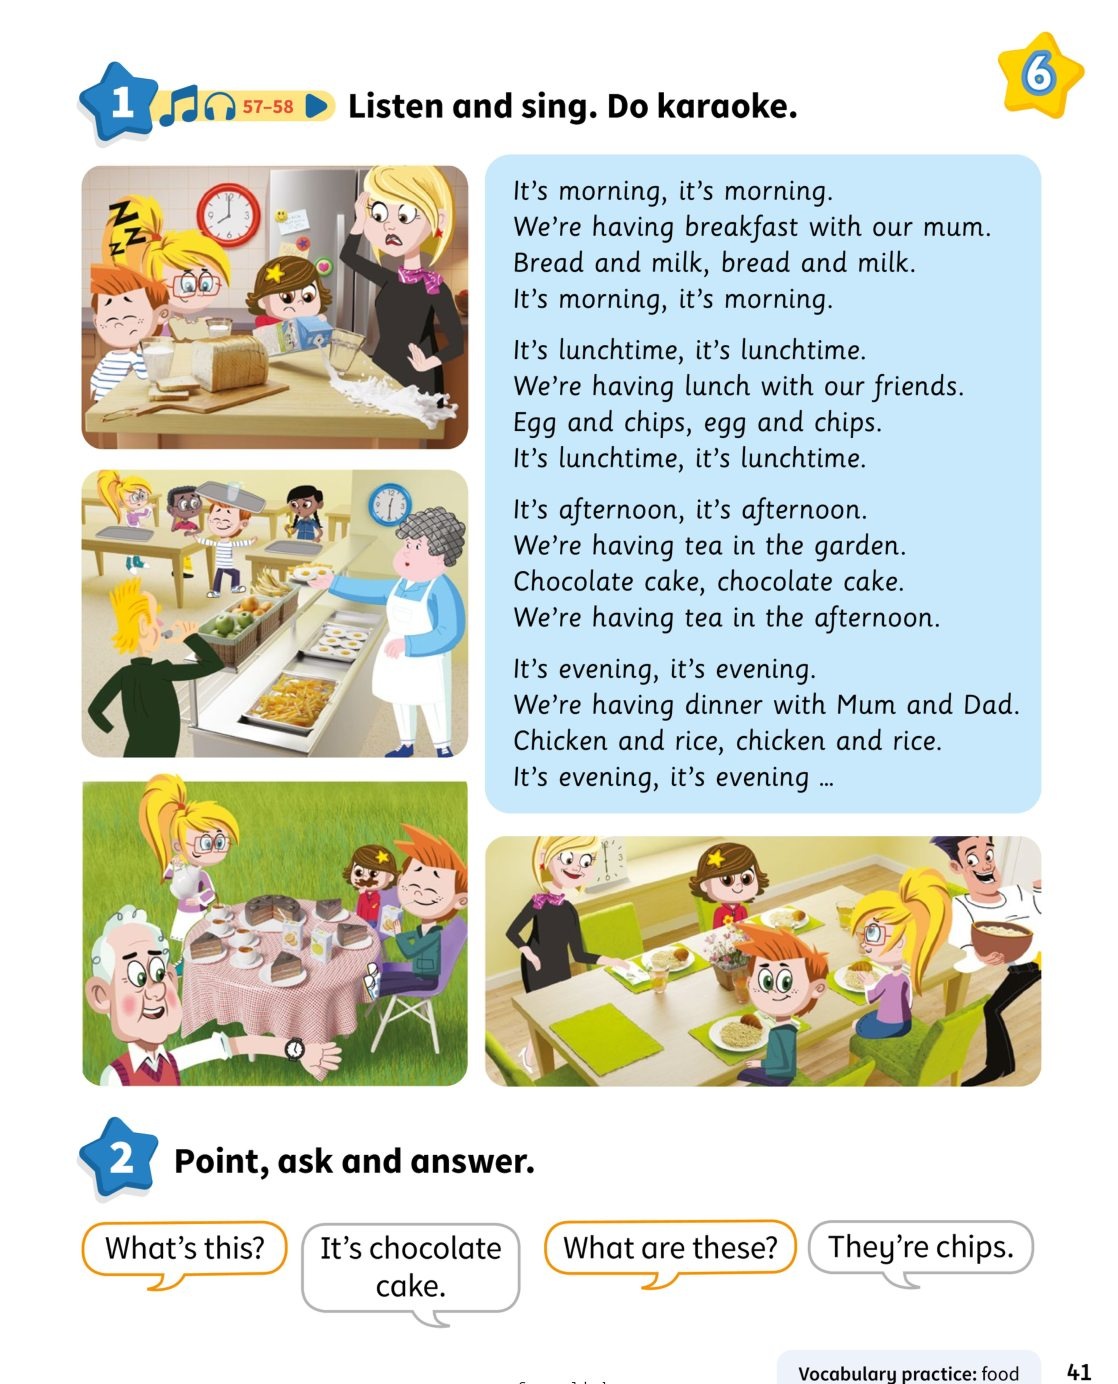 6
1
57–58
Listen and sing. Do karaoke.
It's morning, it's morning.
We're having breakfast with our mum.
Bread and milk, bread and milk.
It's morning, it's morning.
It's lunchtime, it's lunchtime.
We're having lunch with our friends.
Egg and chips, egg and chips.
It's lunchtime, it's lunchtime.
It's afternoon, it's afternoon.
We're having tea in the garden.
Chocolate cake, chocolate cake.
We're having tea in the afternoon.
It's evening, it's evening.
We're having dinner with Mum and Dad.
Chicken and rice, chicken and rice.
It's evening, it's evening ...
Z
Z Z
2
Point, ask and answer.
What's this?
It's chocolate
cake.
What are these?
They're chips.
Vocabulary practice: food
41